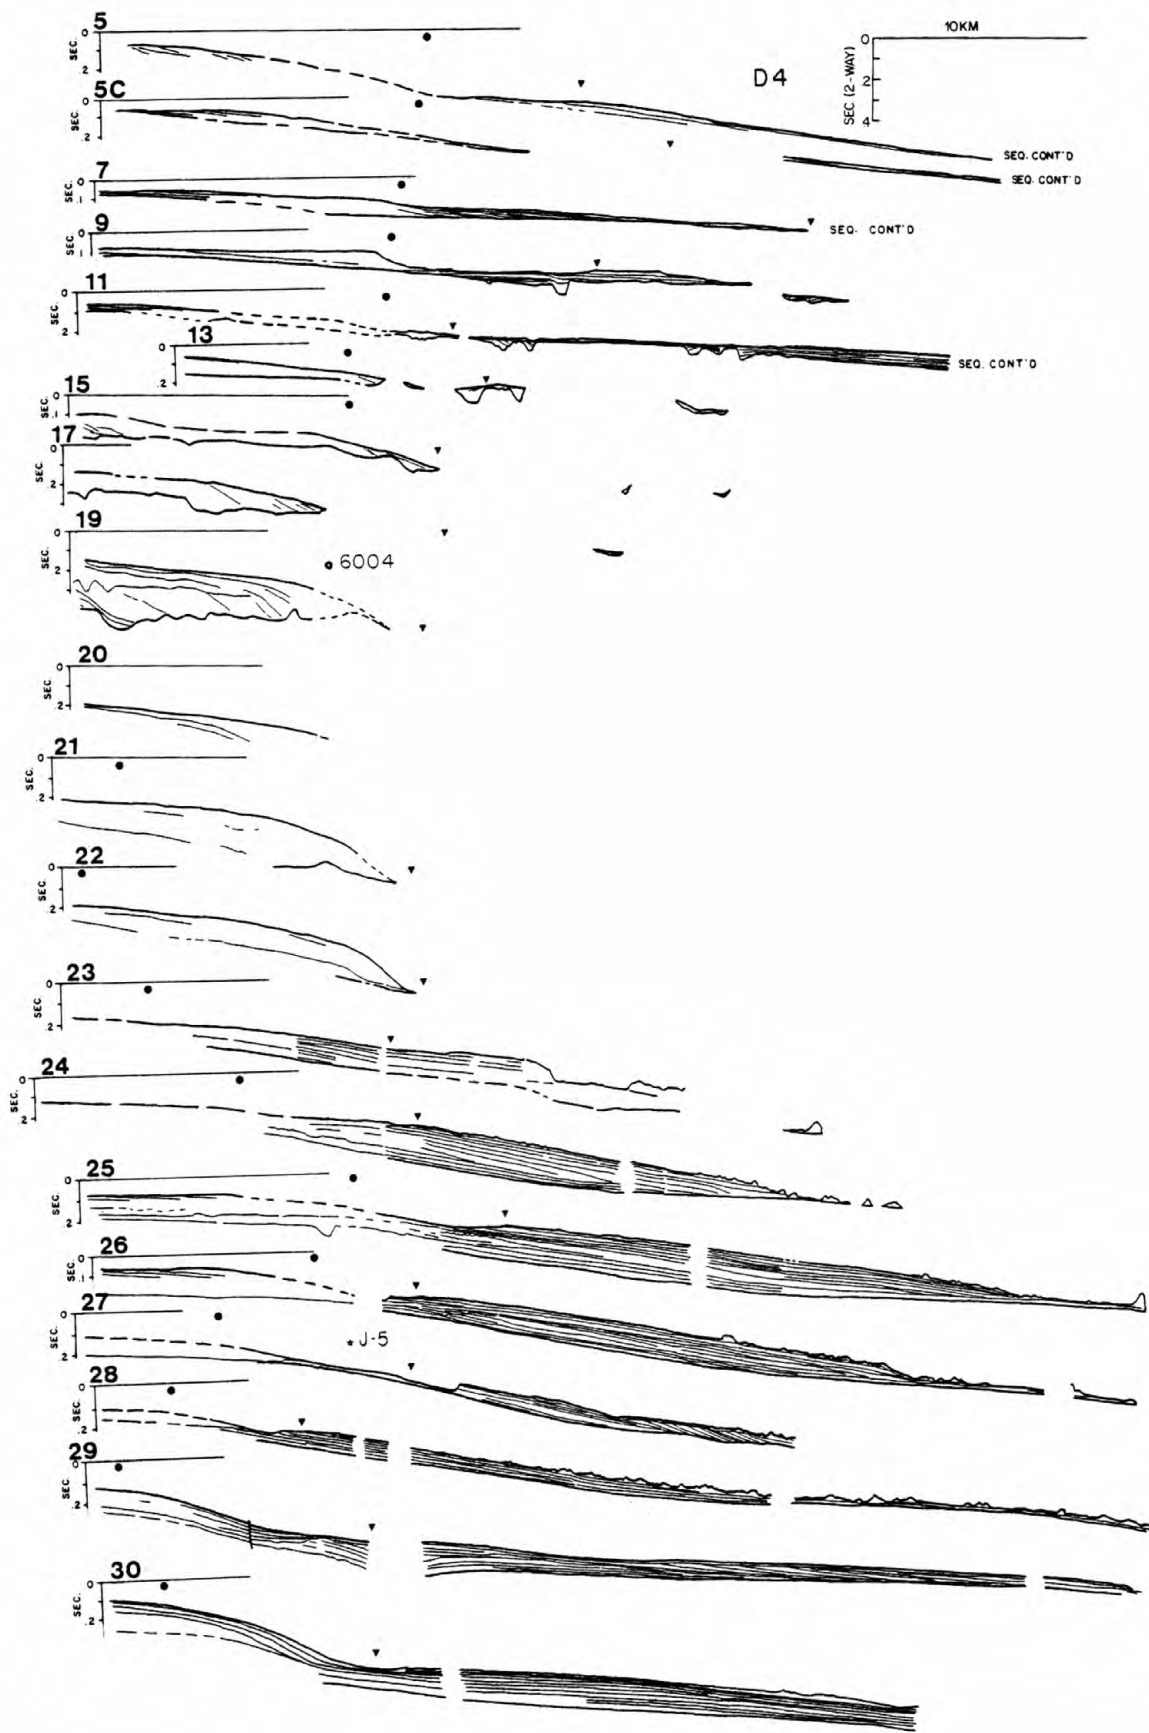 5
0
SEC.
2
10KM
0
2
4
SEC (2-WAY)
D4
5C
0
SEC.
.2
SEQ. CONT'D
SEQ. CONT'D
7
0
SEC.
.1
SEQ. CONT'D
9
0
SEC.
.1
11
0
SEC.
2
SEQ. CONT'D
13
0
SEC.
.2
15
0
SEC.
.1
17
0
SEC.
.2
19
0
SEC.
.2
6004
20
0
SEC.
.2
21
0
SEC.
.2
22
0
SEC.
.2
23
0
SEC.
.2
24
0
SEC.
.2
25
0
SEC.
2
26
0
SEC.
.1
27
0
SEC.
.2
J-5
28
0
SEC.
.2
29
0
SEC.
.2
30
0
SEC.
.2